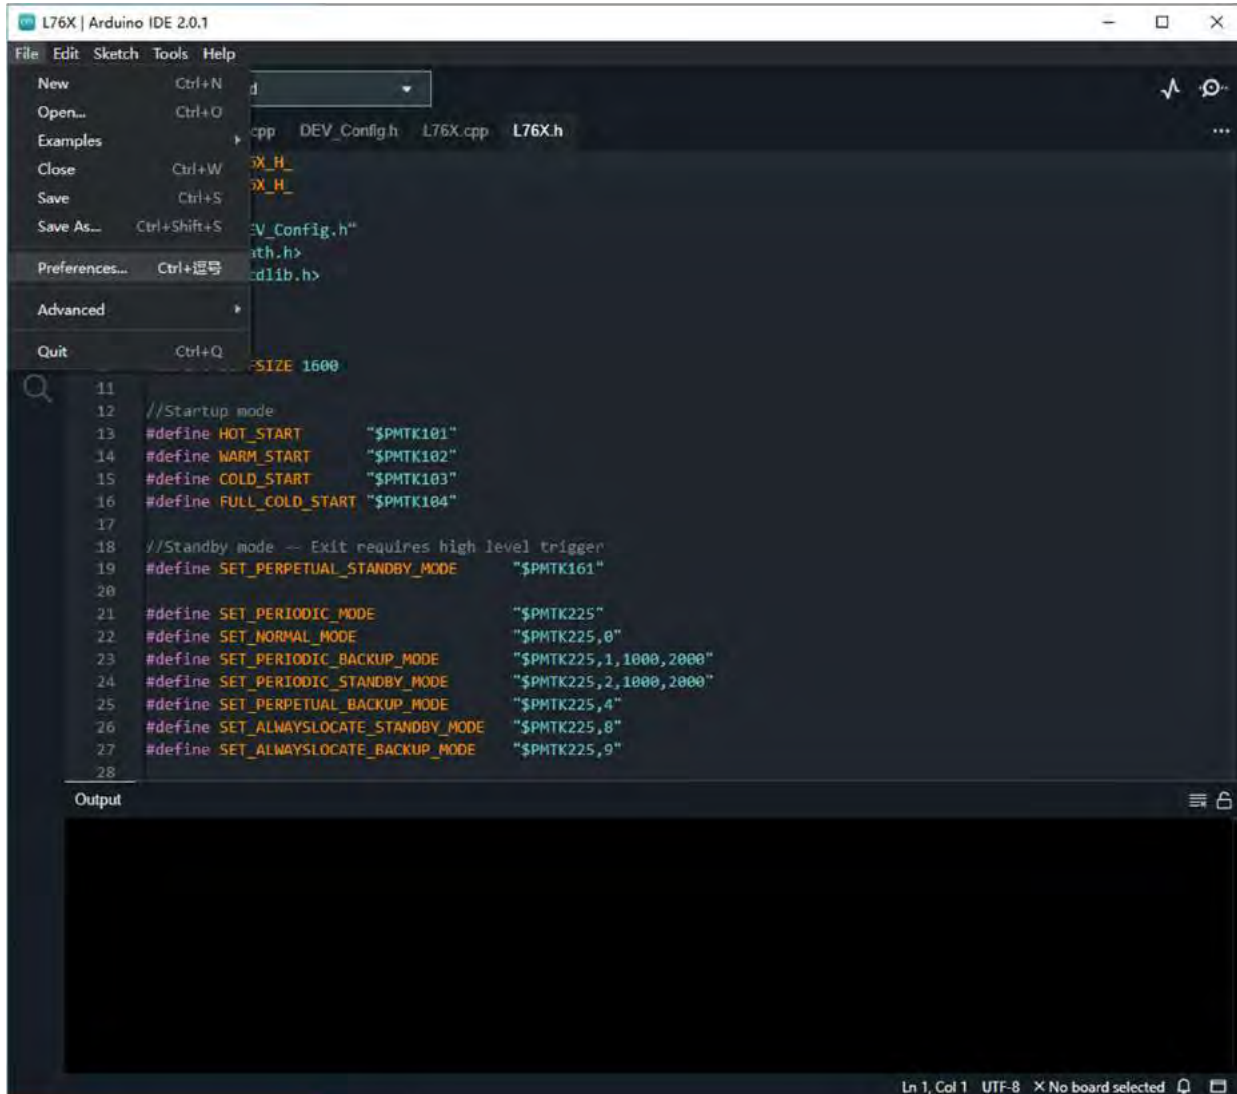 L76X | Arduino IDE 2.0.1
File Edit Sketch Tools Help
New Ctrl+N
Open... Ctrl+O
Examples
Close Ctrl+W
Save Ctrl+S
Save As... Ctrl+Shift+S
Preferences... Ctrl+逗号
Advanced
Quit Ctrl+Q
d
cpp DEV_Config.h L76X.cpp L76X.h
6X_H_
6X_H_
EV_Config.h"
ath.h>
tdlib.h>
FSIZE 1600
11
12 //Startup mode
13 #define HOT_START "$PMTK101"
14 #define WARM_START "$PMTK102"
15 #define COLD_START "$PMTK103"
16 #define FULL_COLD_START "$PMTK104"
17
18 //Standby mode -- Exit requires high level trigger
19 #define SET_PERPETUAL_STANDBY_MODE "$PMTK161"
20
21 #define SET_PERIODIC_MODE "$PMTK225"
22 #define SET_NORMAL_MODE "$PMTK225,0"
23 #define SET_PERIODIC_BACKUP_MODE "$PMTK225,1,1000,2000"
24 #define SET_PERIODIC_STANDBY_MODE "$PMTK225,2,1000,2000"
25 #define SET_PERPETUAL_BACKUP_MODE "$PMTK225,4"
26 #define SET_ALWAYSLOCATE_STANDBY_MODE "$PMTK225,8"
27 #define SET_ALWAYSLOCATE_BACKUP_MODE "$PMTK225,9"
28
Output
Ln 1, Col 1 UTF-8 × No board selected